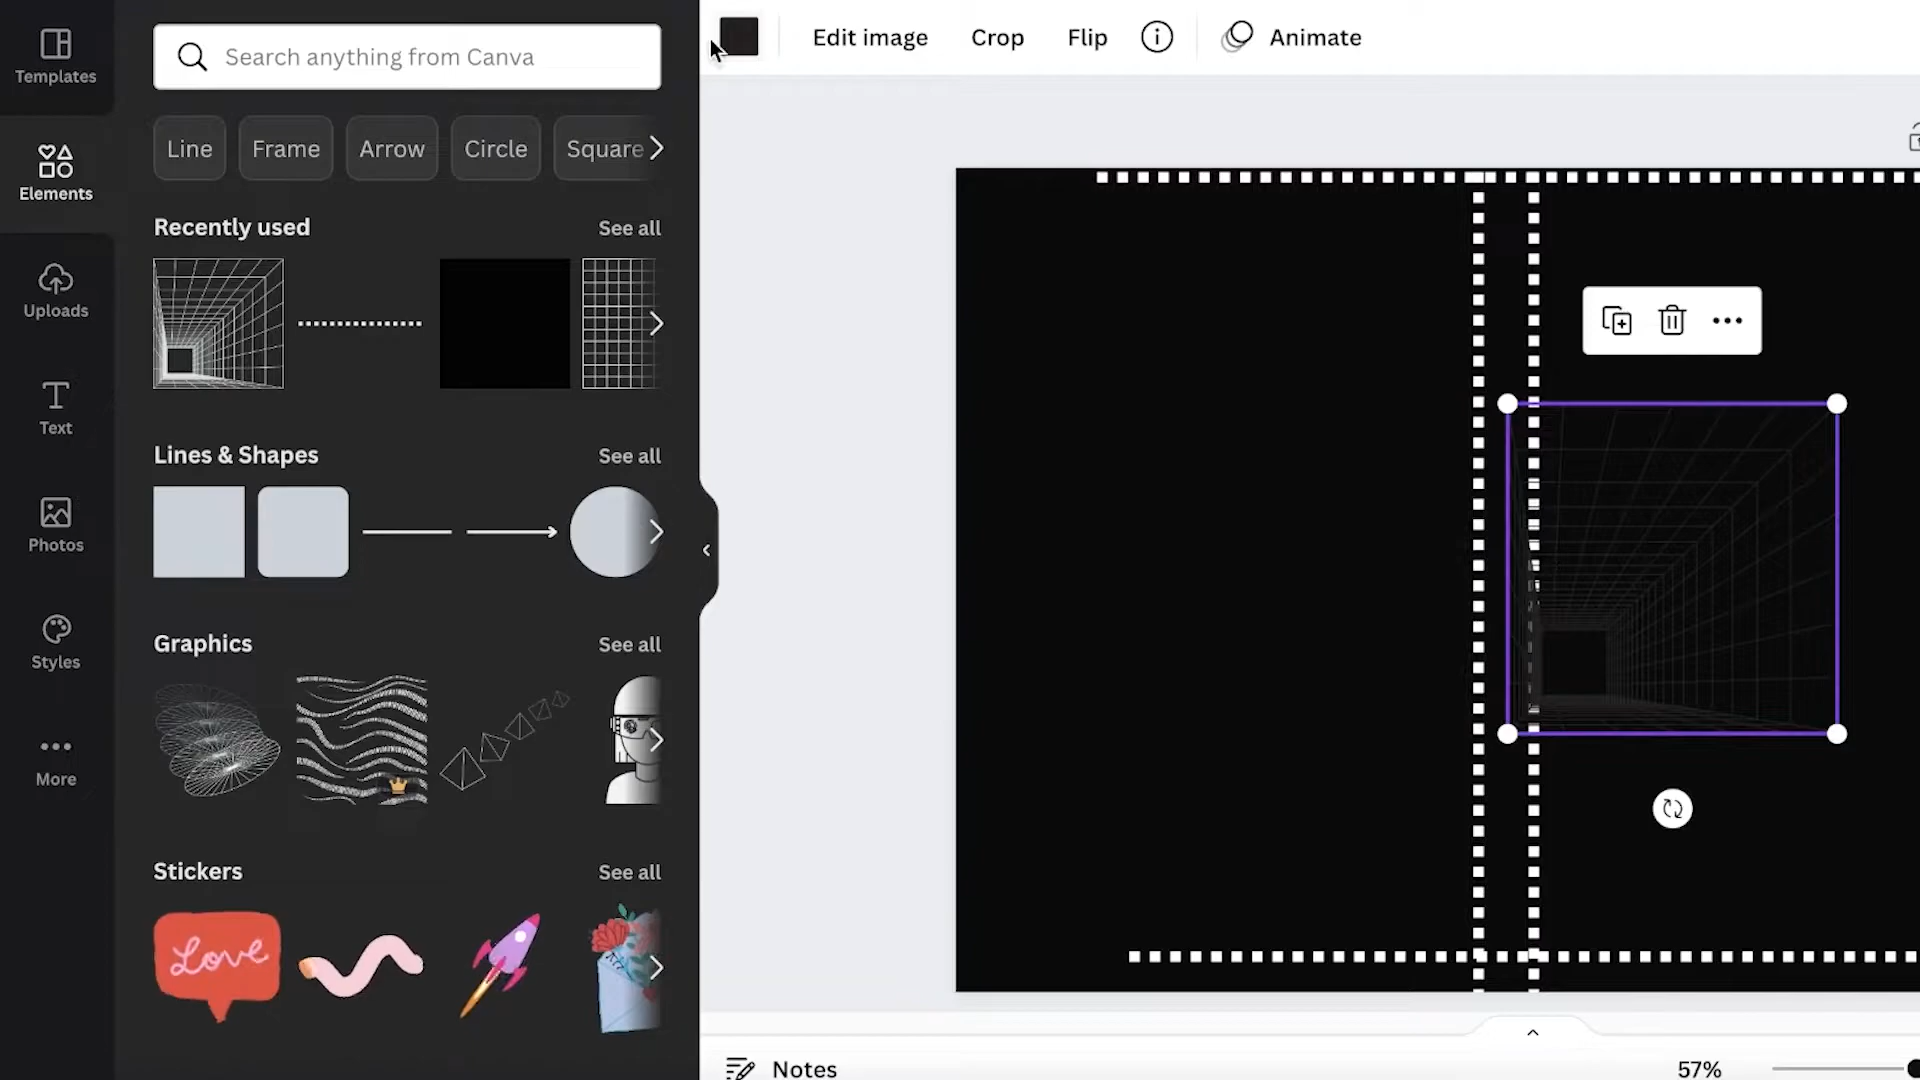 Templates
Elements
Uploads
Text
Photos
Styles
More
Search anything from Canva
Line
Frame
Arrow
Circle
Square
Recently used
See all
Lines & Shapes
See all
Graphics
See all
Stickers
See all
Love
Edit image
Crop
Flip
Animate
Notes
57%